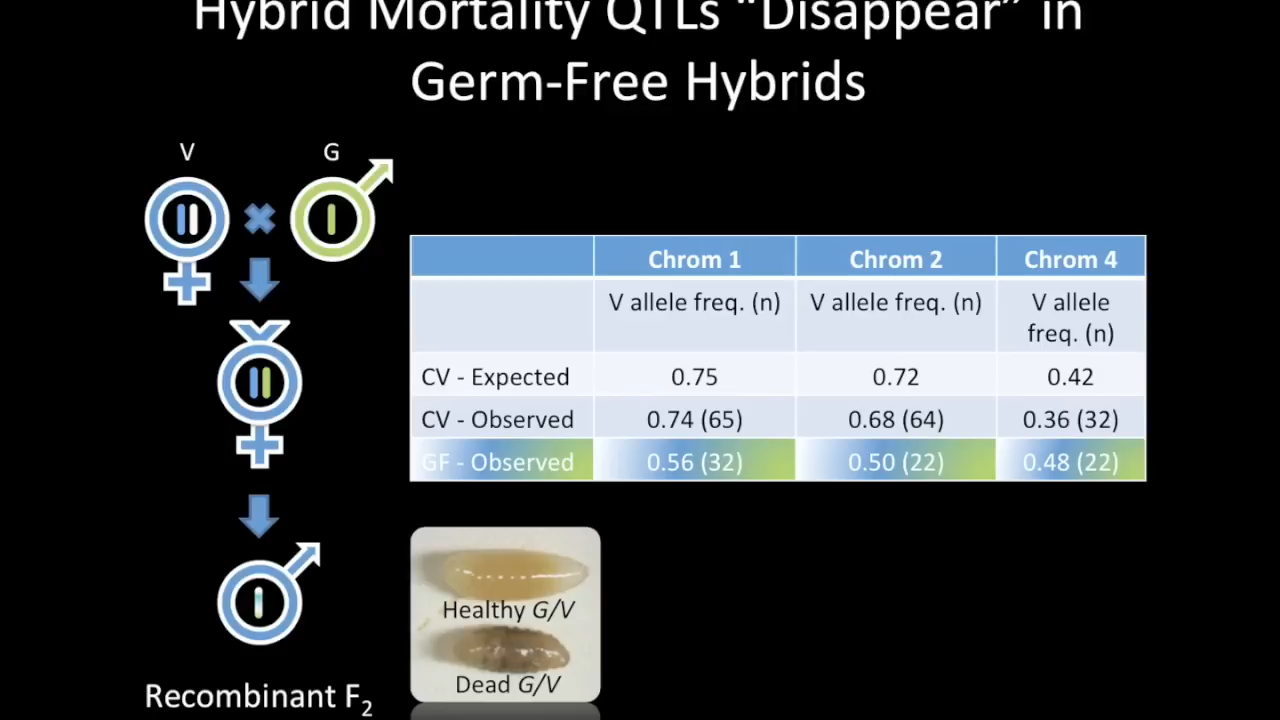 Hybrid Mortality QTLs “Disappear” in
Germ-Free Hybrids
V
G
Chrom 1 Chrom 2 Chrom 4
V allele freq. (n) V allele freq. (n) V allele
freq. (n)
CV - Expected 0.75 0.72 0.42
CV - Observed 0.74 (65) 0.68 (64) 0.36 (32)
GF - Observed 0.56 (32) 0.50 (22) 0.48 (22)
Healthy G/V
Dead G/V
Recombinant F2